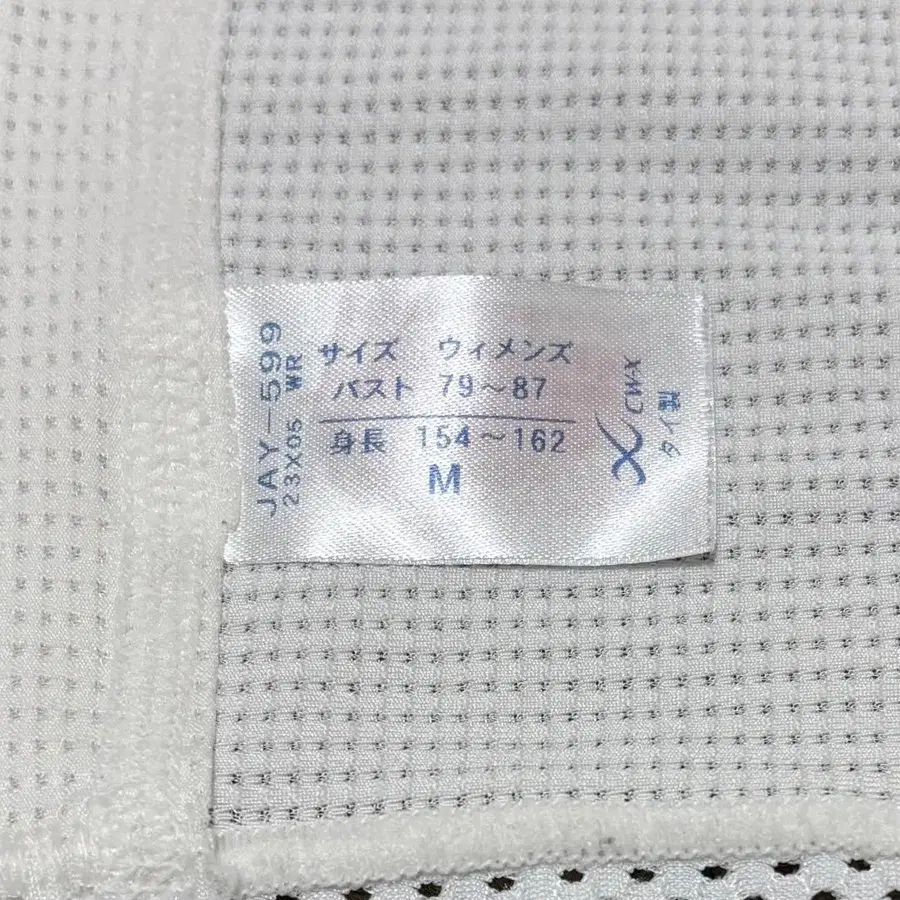 JAY-599
23X05 WR
サイズ ウィメンズ
バスト 79～87
身長 154～162
M
CW-X
タイ製